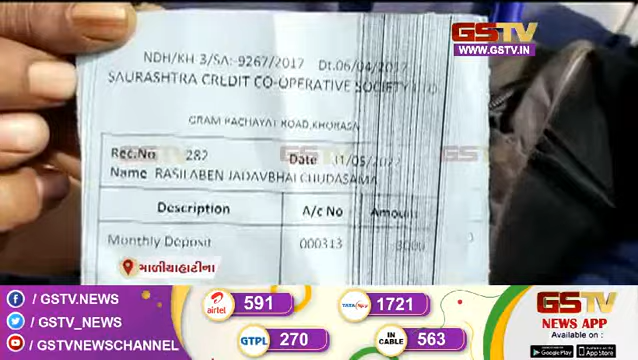 GSTV
WWW.GSTV.IN
NDH/KH 3/SA:-9267/2017 Dt.06/04/2017
SAURASHTRA CREDIT CO-OPERATIVE SOCIETY LTD
GRAM PACHAYAT ROAD,KHORASA
Rec.No 282 Date 01/05/2022
Name RASILABEN JADAVBHAI CHUDASAMA
Description A/c No Amount
Monthly Deposit 000313 3000
માળીયાહાટીના
/ GSTV.NEWS
/ GSTV_NEWS
/ GSTVNEWSCHANNEL
airtel 591
TATA 1721
GTPL 270
IN CABLE 563
GSTV
NEWS APP
Available on :
Google Play
App Store